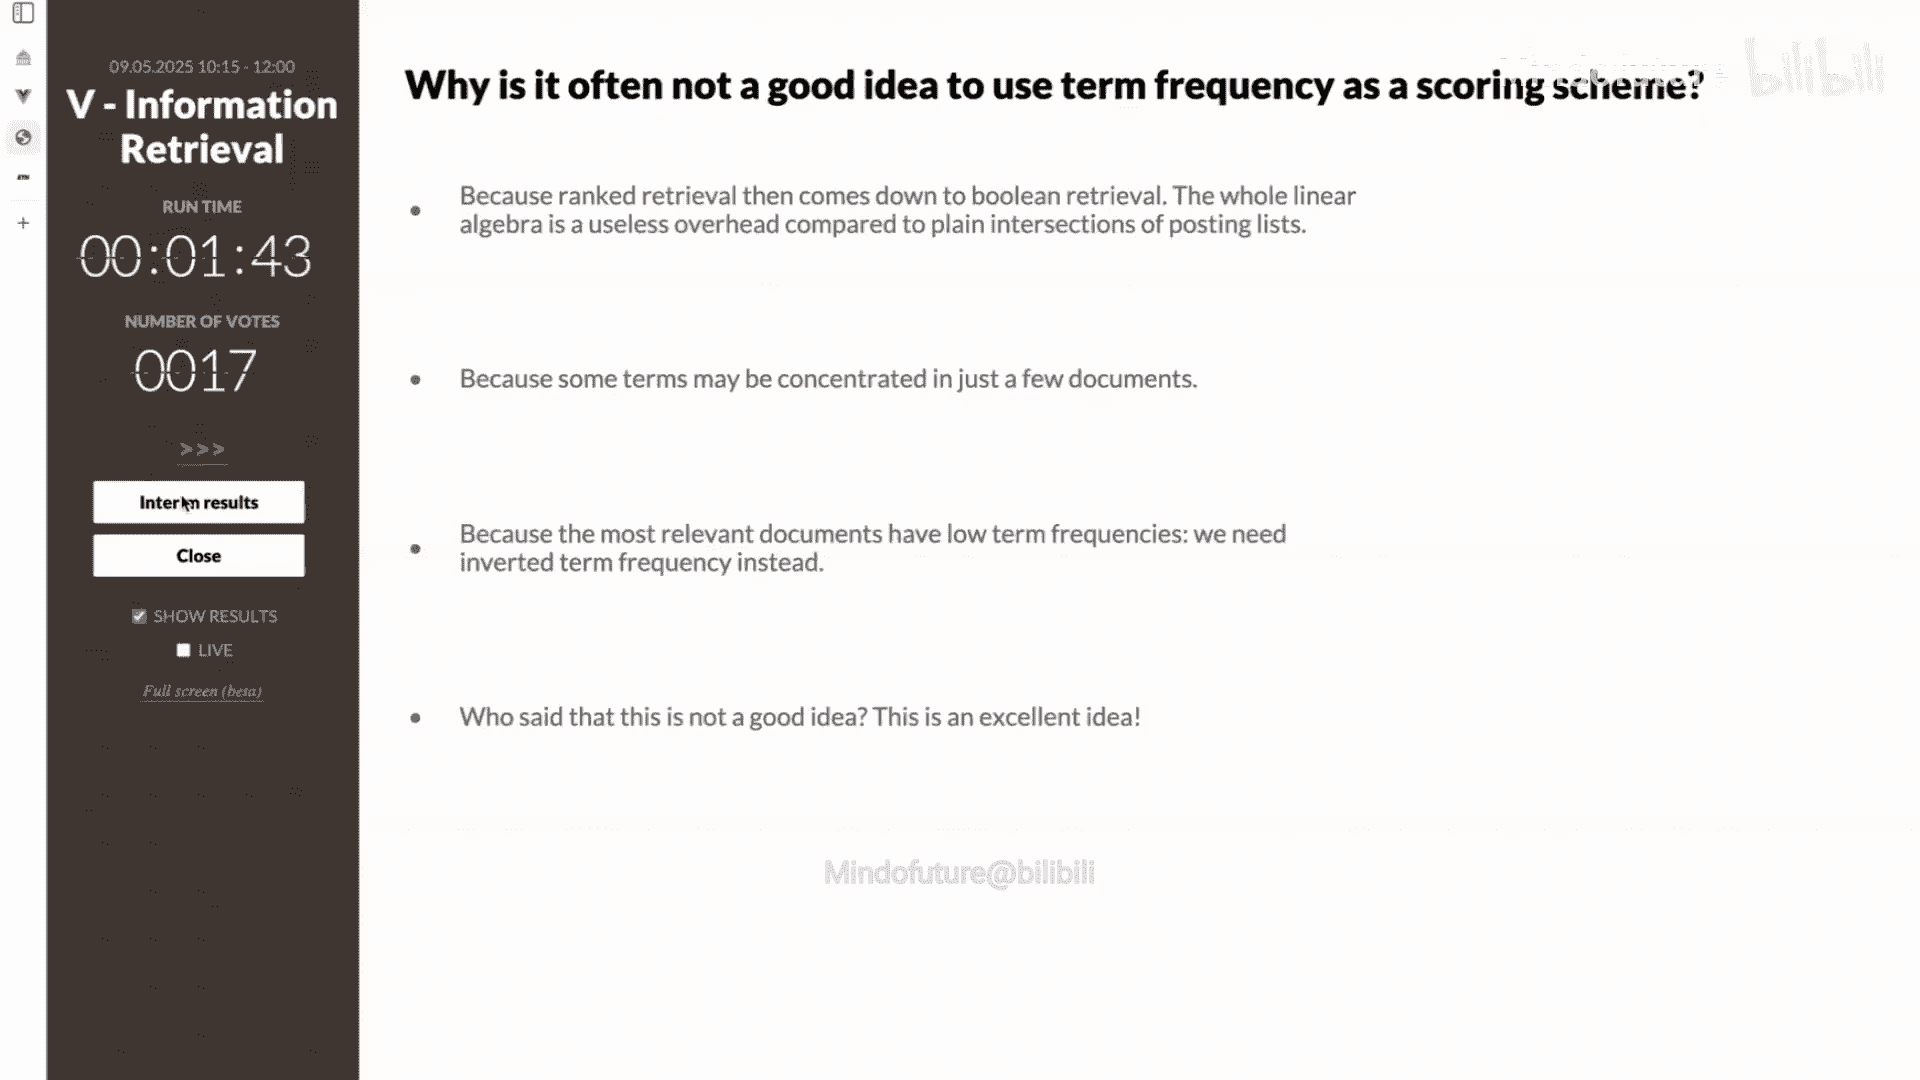 09.05.2025 10:15 - 12:00
V - Information
Retrieval
RUN TIME
00:01:43
NUMBER OF VOTES
0017
>>>
Interim results
Close
SHOW RESULTS
LIVE
Full screen (beta)
Why is it often not a good idea to use term frequency as a scoring scheme?
bilibili
• Because ranked retrieval then comes down to boolean retrieval. The whole linear
algebra is a useless overhead compared to plain intersections of posting lists.
• Because some terms may be concentrated in just a few documents.
• Because the most relevant documents have low term frequencies: we need
inverted term frequency instead.
• Who said that this is not a good idea? This is an excellent idea!
Mindofuture@bilibili